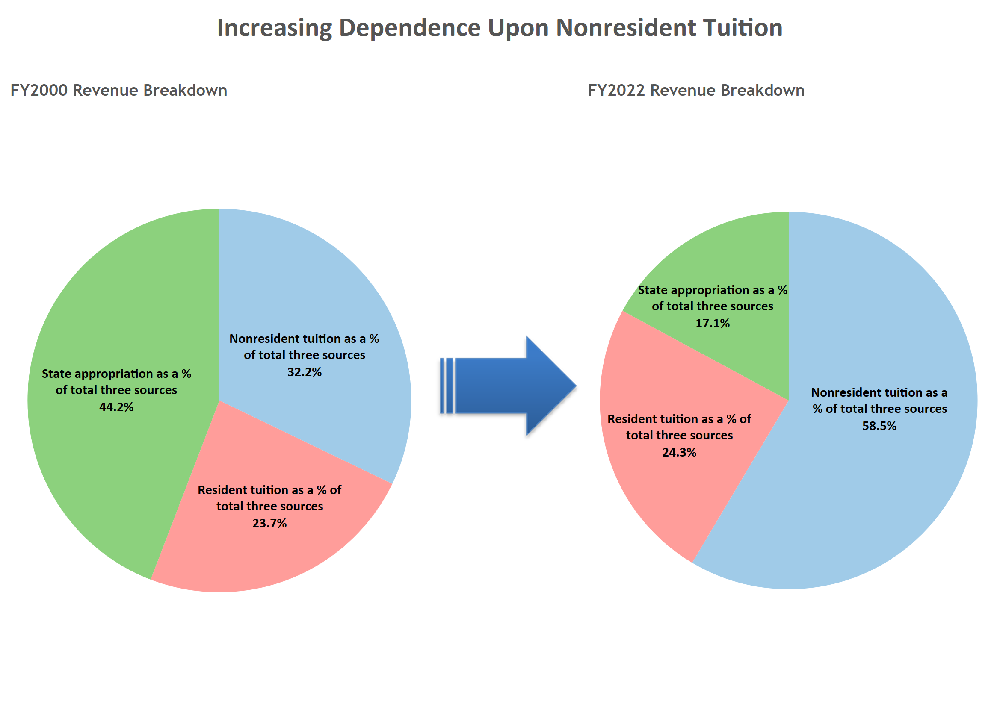 Increasing Dependence Upon Nonresident Tuition
FY2000 Revenue Breakdown
FY2022 Revenue Breakdown
Nonresident tuition as a %
of total three sources
32.2%
State appropriation as a %
of total three sources
44.2%
Resident tuition as a % of
total three sources
23.7%
State appropriation as a %
of total three sources
17.1%
Nonresident tuition as a
% of total three sources
58.5%
Resident tuition as a % of
total three sources
24.3%